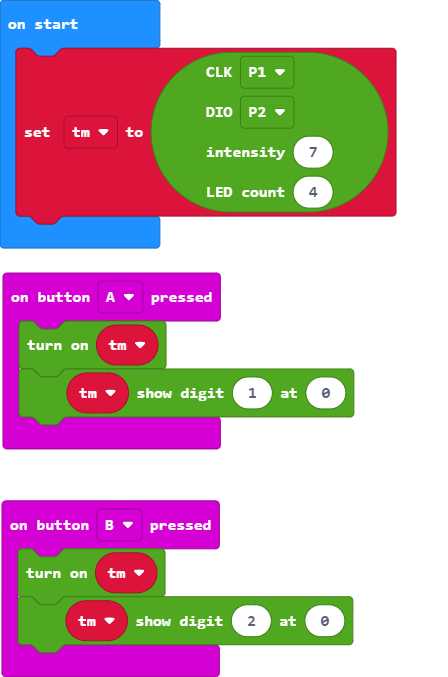 on start
CLK P1
DIO P2
set tm to
intensity 7
LED count 4
on button A pressed
turn on tm
tm show digit 1 at 0
on button B pressed
turn on tm
tm show digit 2 at 0